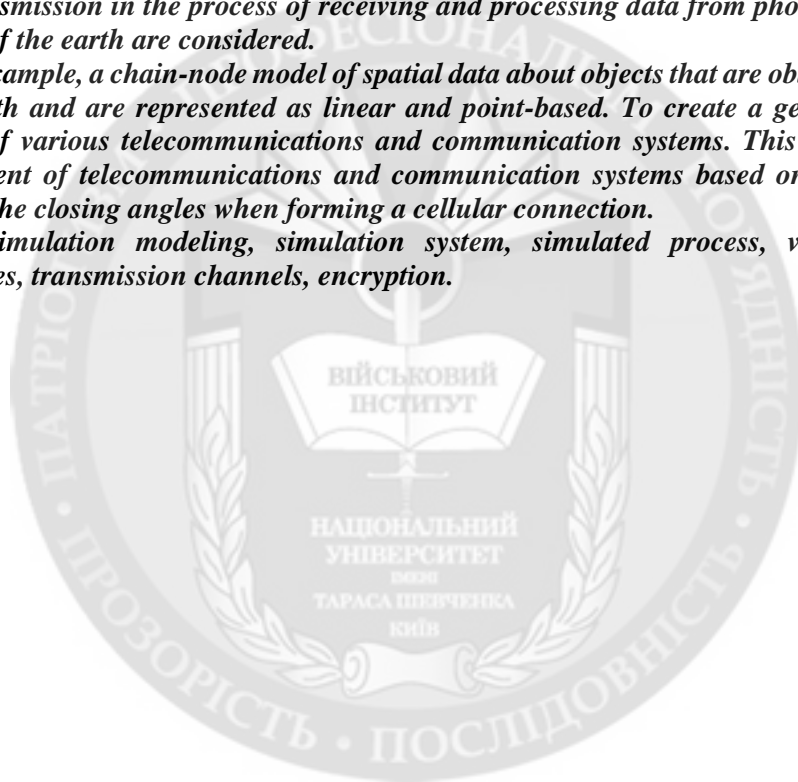 smission in the process of receiving and processing data from pho
f the earth are considered.
ample, a chain-node model of spatial data about objects that are ob
th and are represented as linear and point-based. To create a ge
f various telecommunications and communication systems. This
ent of telecommunications and communication systems based on
he closing angles when forming a cellular connection.
imulation modeling, simulation system, simulated process, v
es, transmission channels, encryption.
ВІЙСЬКОВИЙ
ІНСТИТУТ
НАЦІОНАЛЬНИЙ
УНІВЕРСИТЕТ
ІМЕНІ
ТАРАСА ШЕВЧЕНКА
КИЇВ
ПРОЗОРІСТЬ • ПОСЛІДОВНІСТЬ •